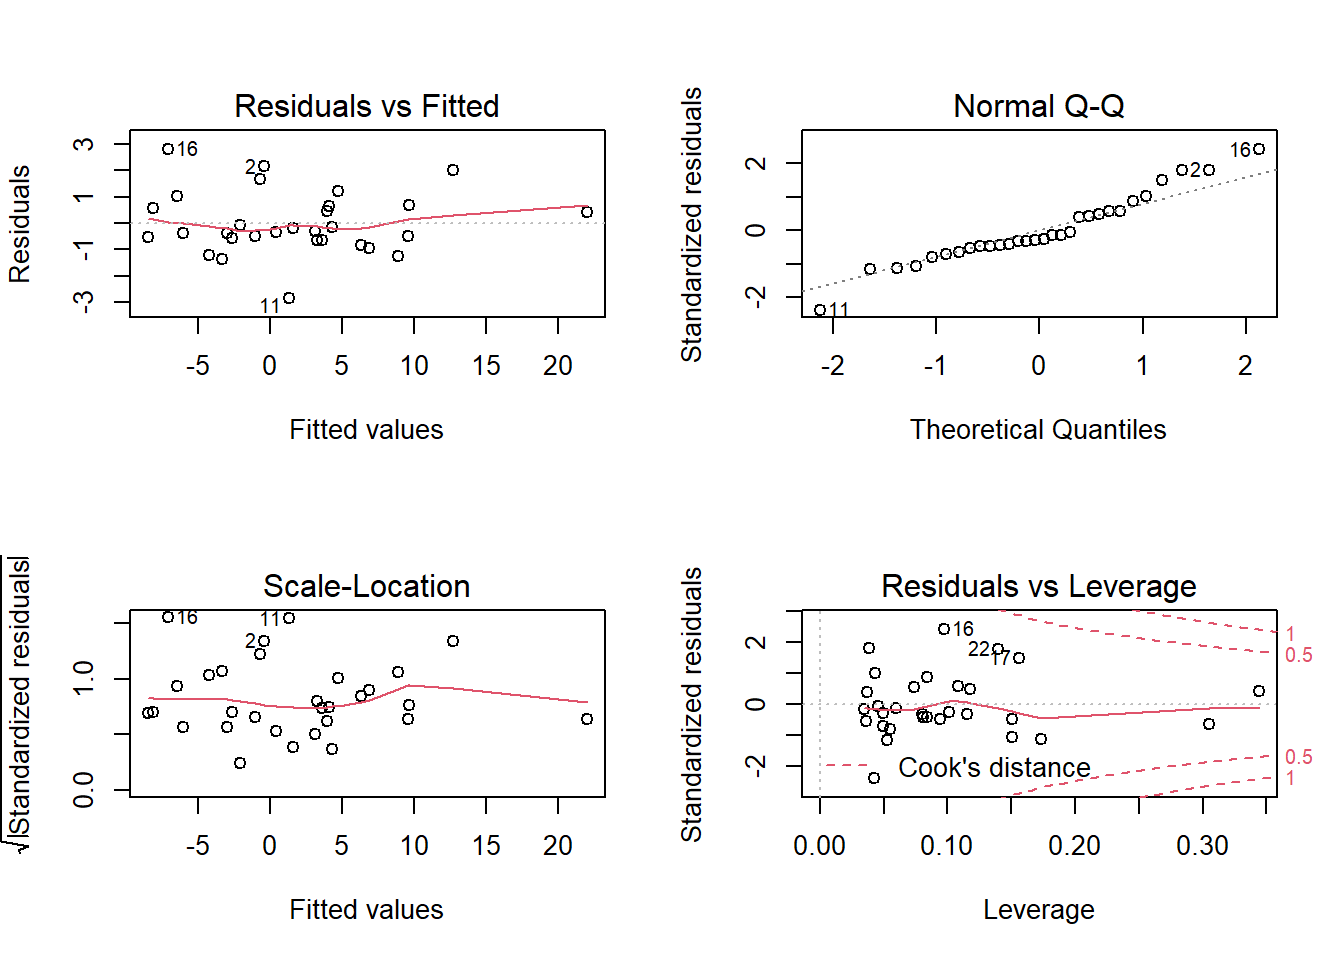 Residuals vs Fitted
Residuals
3
1
-1
-3
16
2
11
-5 0 5 10 15 20
Fitted values
Normal Q-Q
Standardized residuals
2
0
-2
16
2
11
-2 -1 0 1 2
Theoretical Quantiles
Scale-Location
√|Standardized residuals|
1.0
0.0
16
11
2
-5 0 5 10 15 20
Fitted values
Residuals vs Leverage
Standardized residuals
2
0
-2
16
22
17
1
0.5
0.5
1
Cook's distance
0.00 0.10 0.20 0.30
Leverage